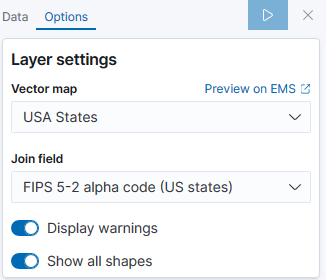 Data Options
Layer settings
Vector map Preview on EMS
USA States
Join field
FIPS 5-2 alpha code (US states)
Display warnings
Show all shapes